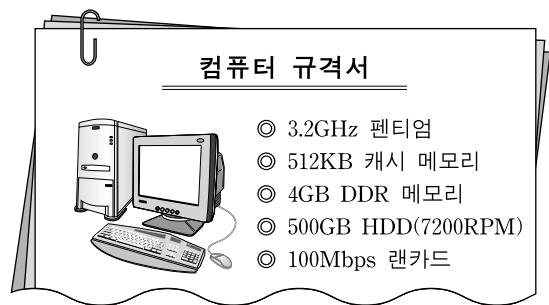 컴퓨터 규격서
◎ 3.2GHz 펜티엄
◎ 512KB 캐시 메모리
◎ 4GB DDR 메모리
◎ 500GB HDD(7200RPM)
◎ 100Mbps 랜카드